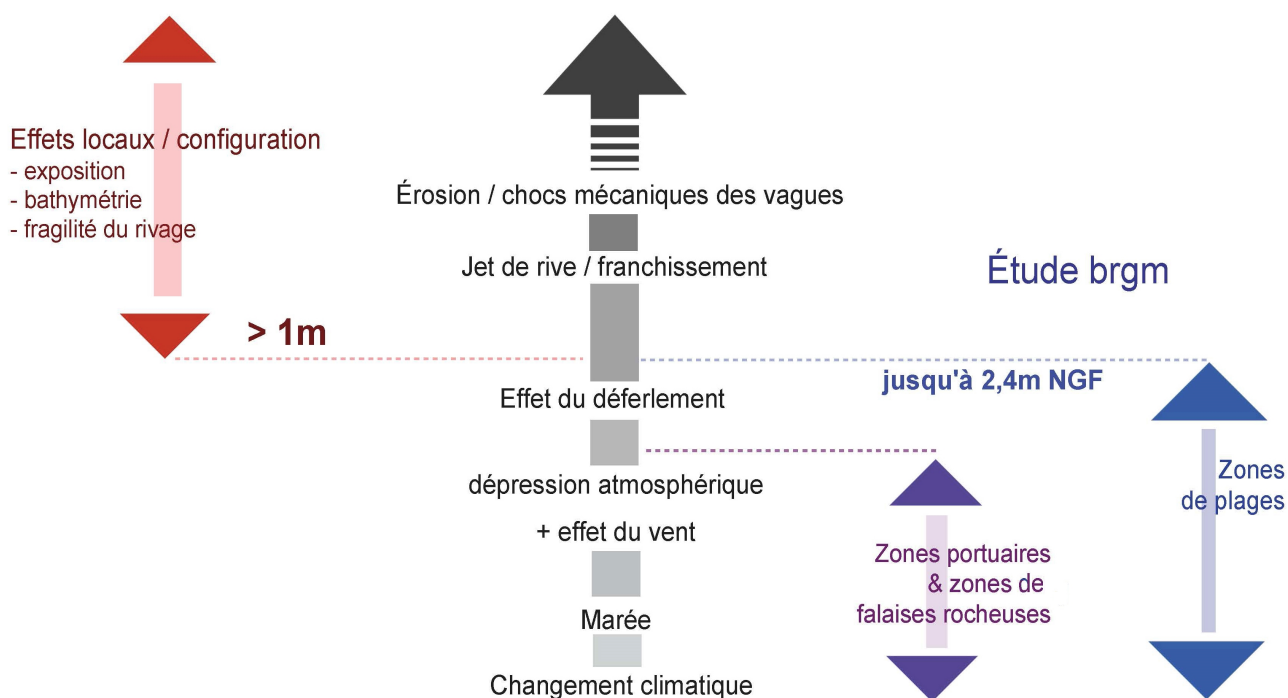 Effets locaux / configuration
- exposition
- bathymétrie
- fragilité du rivage
> 1m
Érosion / chocs mécaniques des vagues
Jet de rive / franchissement
Effet du déferlement
dépression atmosphérique
+ effet du vent
Marée
Changement climatique
Étude brgm
jusqu'à 2,4m NGF
Zones portuaires
& zones de
falaises rocheuses
Zones
de plages